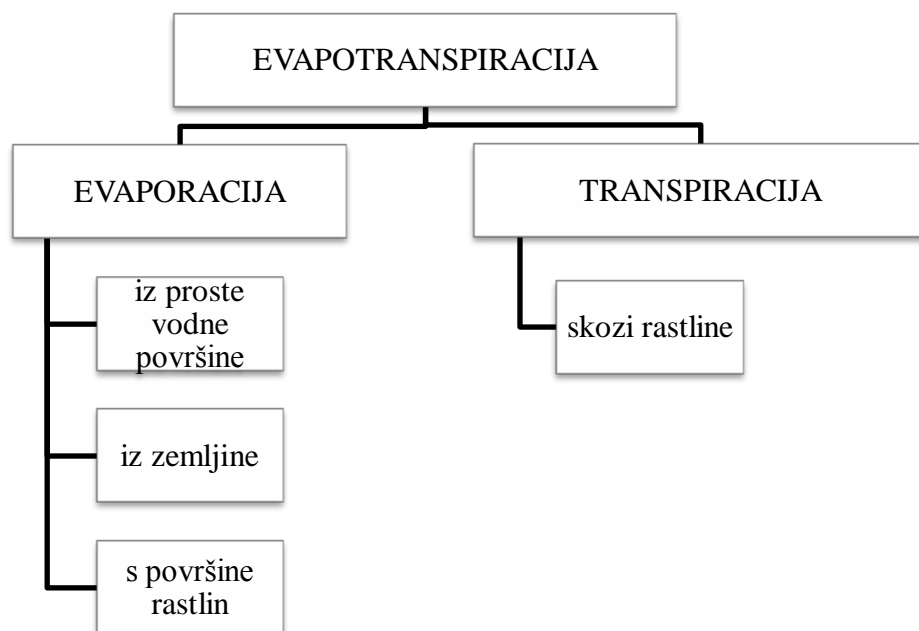 EVAPOTRANSPIRACIJA
EVAPORACIJA
iz proste
vodne
površine
iz zemljine
s površine
rastlin
TRANSPIRACIJA
skozi rastline